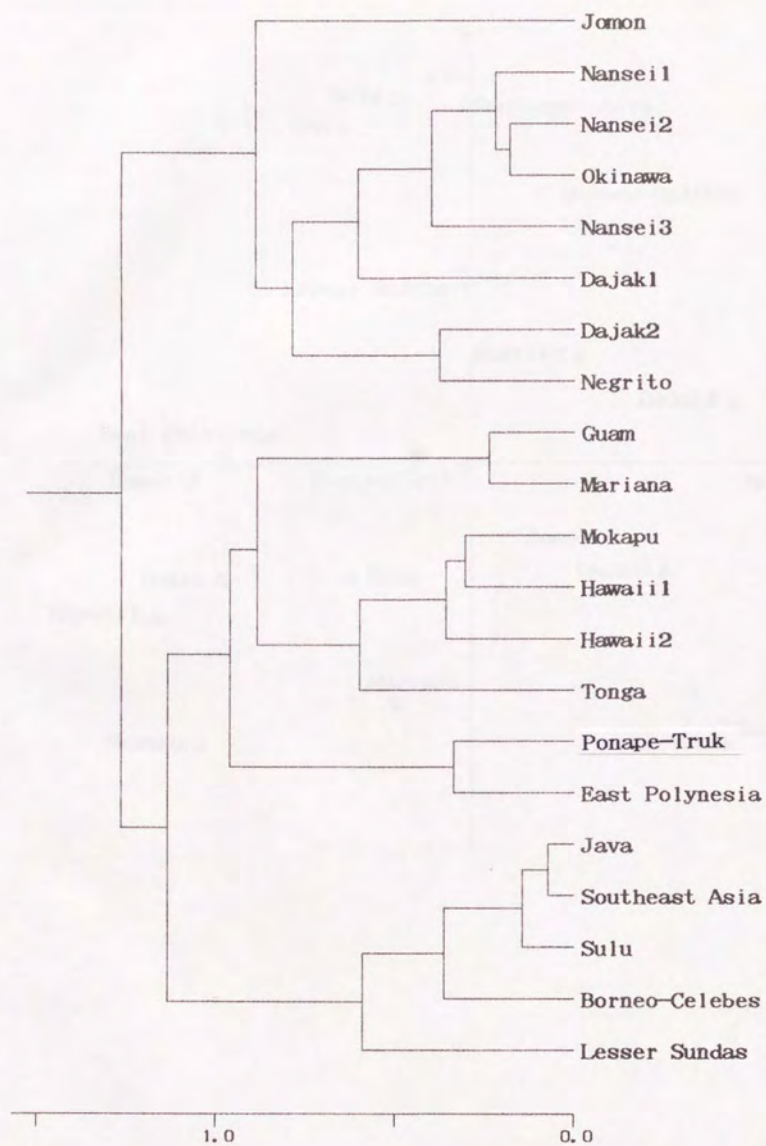 Jomon
Nansei1
Nansei2
Okinawa
Nansei3
Dajak1
Dajak2
Negrito
Guam
Mariana
Mokapu
Hawaii1
Hawaii2
Tonga
Ponape-Truk
East Polynesia
Java
Southeast Asia
Sulu
Borneo-Celebes
Lesser Sundas
1.0 0.0